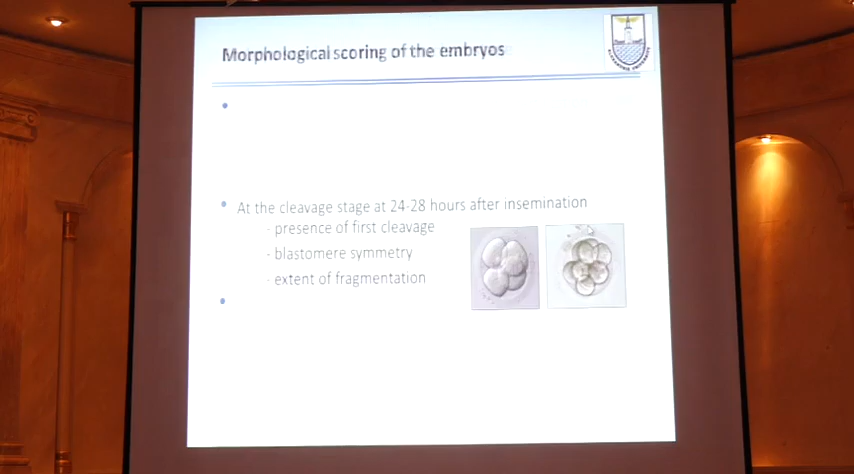 Morphological scoring of the embryos
• 
• At the cleavage stage at 24-28 hours after insemination
- presence of first cleavage
- blastomere symmetry
- extent of fragmentation
•